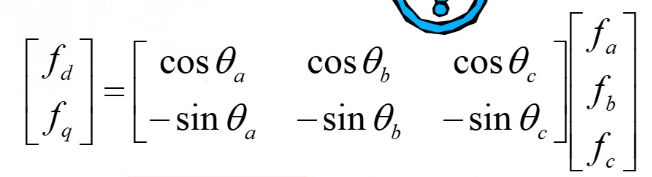 [f_d; f_q] = [cos θ_a  cos θ_b  cos θ_c; −sin θ_a  −sin θ_b  −sin θ_c] [f_a; f_b; f_c]